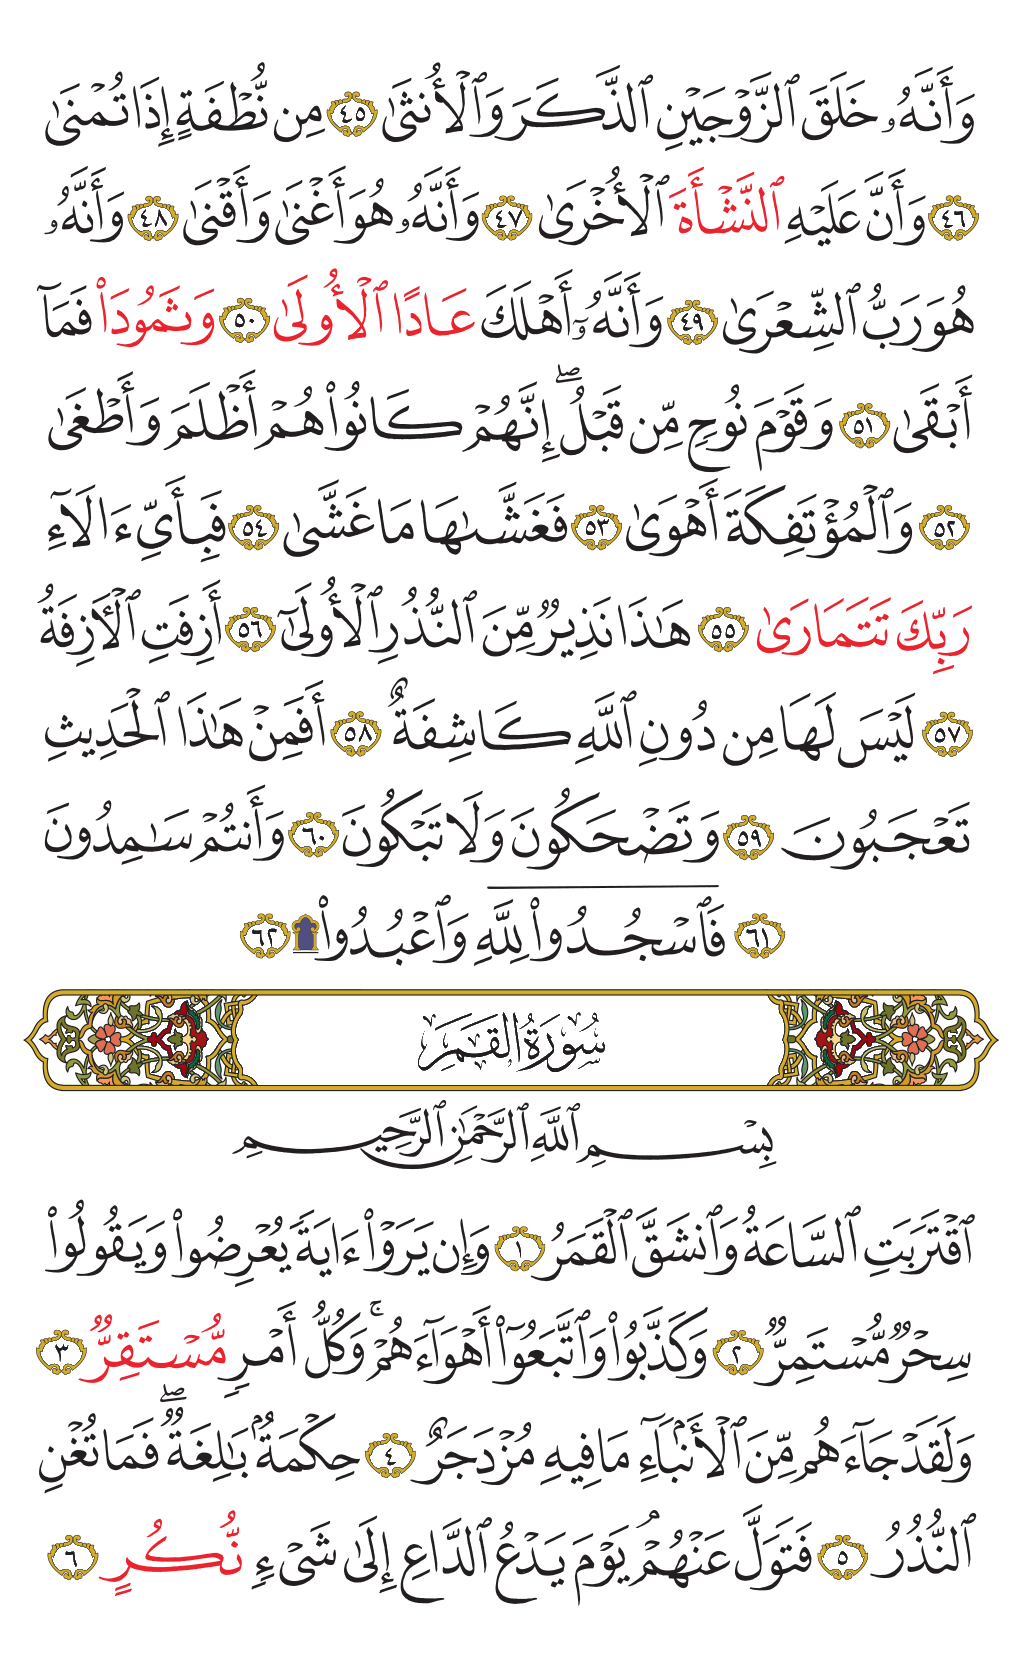 وَأَنَّهُۥ خَلَقَ ٱلزَّوۡجَيۡنِ ٱلذَّكَرَ وَٱلۡأُنثَىٰ ٤٥ مِن نُّطۡفَةٍ إِذَا تُمۡنَىٰ
٤٦ وَأَنَّ عَلَيۡهِ ٱلنَّشۡأَةَ ٱلۡأُخۡرَىٰ ٤٧ وَأَنَّهُۥ هُوَ أَغۡنَىٰ وَأَقۡنَىٰ ٤٨ وَأَنَّهُۥ
هُوَ رَبُّ ٱلشِّعۡرَىٰ ٤٩ وَأَنَّهُۥٓ أَهۡلَكَ عَادًا ٱلۡأُولَىٰ ٥٠ وَثَمُودَاْ فَمَآ
أَبۡقَىٰ ٥١ وَقَوۡمَ نُوحٖ مِّن قَبۡلُۖ إِنَّهُمۡ كَانُواْ هُمۡ أَظۡلَمَ وَأَطۡغَىٰ
٥٢ وَٱلۡمُؤۡتَفِكَةَ أَهۡوَىٰ ٥٣ فَغَشَّىٰهَا مَا غَشَّىٰ ٥٤ فَبِأَيِّ ءَالَآءِ
رَبِّكَ تَتَمَارَىٰ ٥٥ هَٰذَا نَذِيرٞ مِّنَ ٱلنُّذُرِ ٱلۡأُولَىٰٓ ٥٦ أَزِفَتِ ٱلۡأٓزِفَةُ
٥٧ لَيۡسَ لَهَا مِن دُونِ ٱللَّهِ كَاشِفَةٌ ٥٨ أَفَمِنۡ هَٰذَا ٱلۡحَدِيثِ
تَعۡجَبُونَ ٥٩ وَتَضۡحَكُونَ وَلَا تَبۡكُونَ ٦٠ وَأَنتُمۡ سَٰمِدُونَ
٦١ فَٱسۡجُدُواْ لِلَّهِ وَٱعۡبُدُواْ۩ ٦٢
سُورَةُ القَمَرِ
بِسۡمِ ٱللَّهِ ٱلرَّحۡمَٰنِ ٱلرَّحِيمِ
ٱقۡتَرَبَتِ ٱلسَّاعَةُ وَٱنشَقَّ ٱلۡقَمَرُ ١ وَإِن يَرَوۡاْ ءَايَةٗ يُعۡرِضُواْ وَيَقُولُواْ
سِحۡرٞ مُّسۡتَمِرّٞ ٢ وَكَذَّبُواْ وَٱتَّبَعُوٓاْ أَهۡوَآءَهُمۡۚ وَكُلُّ أَمۡرٖ مُّسۡتَقِرّٞ ٣
وَلَقَدۡ جَآءَهُم مِّنَ ٱلۡأَنۢبَآءِ مَا فِيهِ مُزۡدَجَرٌ ٤ حِكۡمَةُۢ بَٰلِغَةٞۖ فَمَا تُغۡنِ
ٱلنُّذُرُ ٥ فَتَوَلَّ عَنۡهُمۡۘ يَوۡمَ يَدۡعُ ٱلدَّاعِ إِلَىٰ شَيۡءٖ نُّكُرٍ ٦